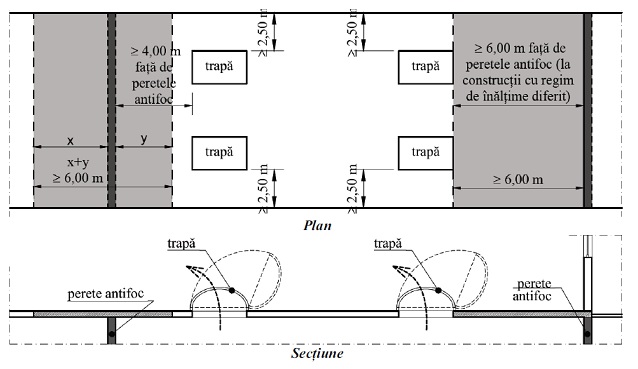 ≥ 2,50 m
≥ 2,50 m
≥ 4,00 m
față de
peretele
antifoc
trapă
trapă
≥ 6,00 m față de
peretele antifoc (la
construcții cu regim
de înălțime diferit)
x
y
trapă
trapă
x+y
≥ 6,00 m
≥ 2,50 m
≥ 2,50 m
≥ 6,00 m
Plan
trapă
trapă
perete antifoc
perete
antifoc
Secțiune